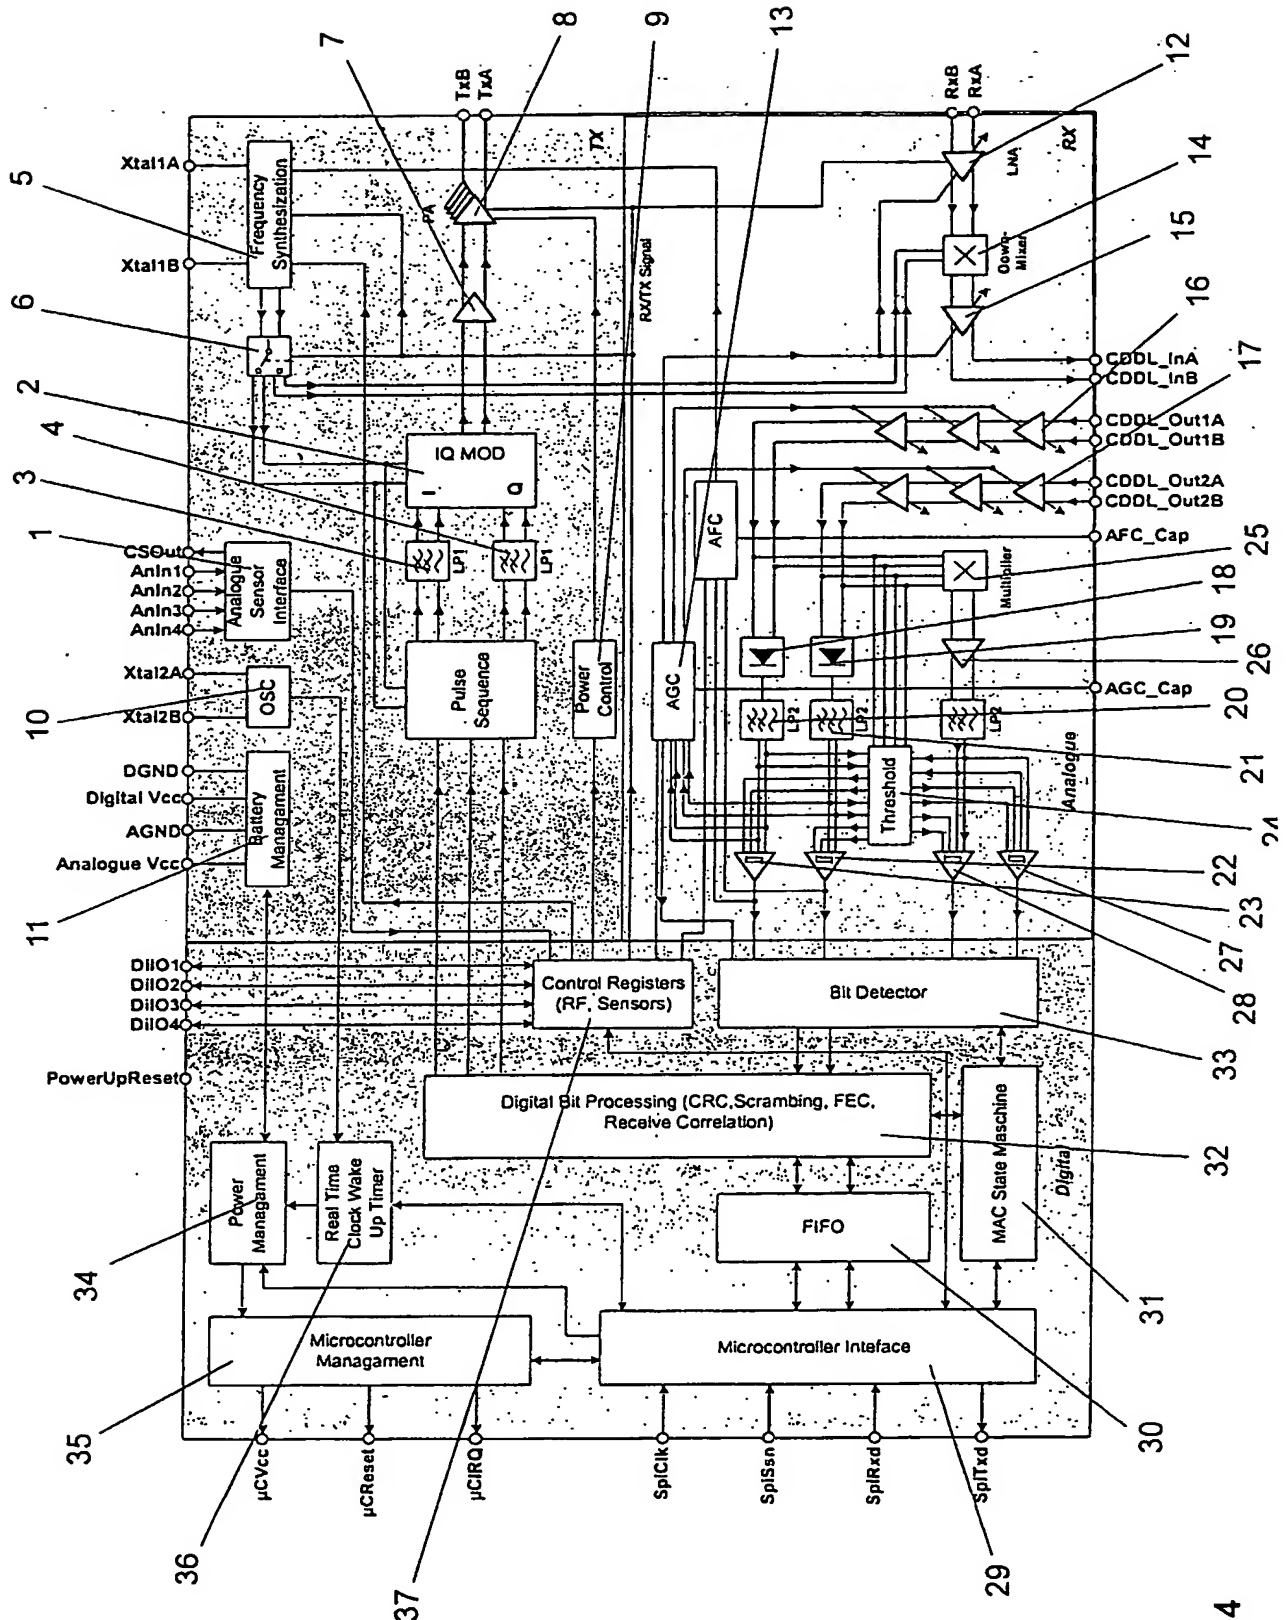 7
8
9
13
12
14
15
16
17
25
18
19
26
20
21
24
22
23
27
28
33
32
31
30
29
5
6
2
4
3
1
10
11
34
35
36
37
Xtal1A
Xtal1B
CSOut
AnIn1
AnIn2
AnIn3
AnIn4
Xtal2A
Xtal2B
DGND
Digital Vcc
AGND
Analogue Vcc
DiIO1
DiIO2
DiIO3
DiIO4
PowerUpReset
TxB
TxA
RxB
RxA
TX
RX
Frequency
Synthesization
PA
RX/TX Signal
LNA
Down-
Mixer
IQ MOD
I
Q
LP1
LP1
Analogue
Sensor
Interface
OSC
Battery
Managament
Pulse
Sequence
Power
Control
AGC
AFC
LP2
LP2
LP2
Multiplier
Threshold
Analogue
CDDL_InA
CDDL_InB
CDDL_Out1A
CDDL_Out1B
CDDL_Out2A
CDDL_Out2B
AFC_Cap
AGC_Cap
Control Registers
(RF, Sensors)
Bit Detector
Digital Bit Processing (CRC,Scrambing, FEC,
Receive Correlation)
Power
Managament
Real Time
Clock Wake
Up Timer
FIFO
MAC State Maschine
Digital
Microcontroller
Managament
Microcontroller Inteface
µCVcc
µCReset
µCIRQ
SpiClk
SpiSsn
SpiRxd
SpiTxd
4